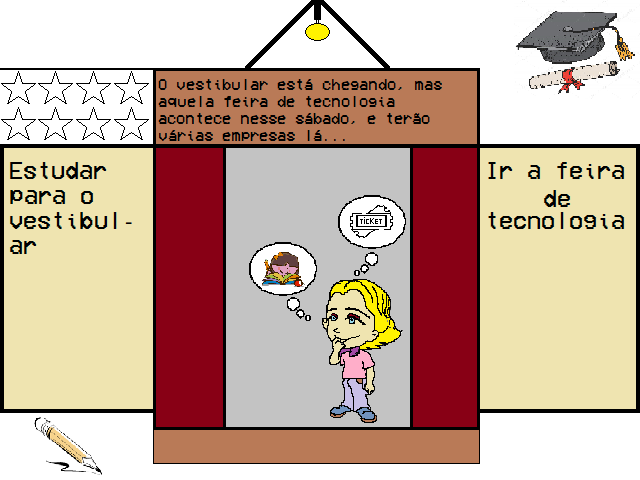 O vestibular está chegando, mas
aquela feira de tecnologia
acontece nesse sábado, e terão
várias empresas lá...
Estudar
para o
vestibul-
ar
Ir a feira
de
tecnologia
TICKET